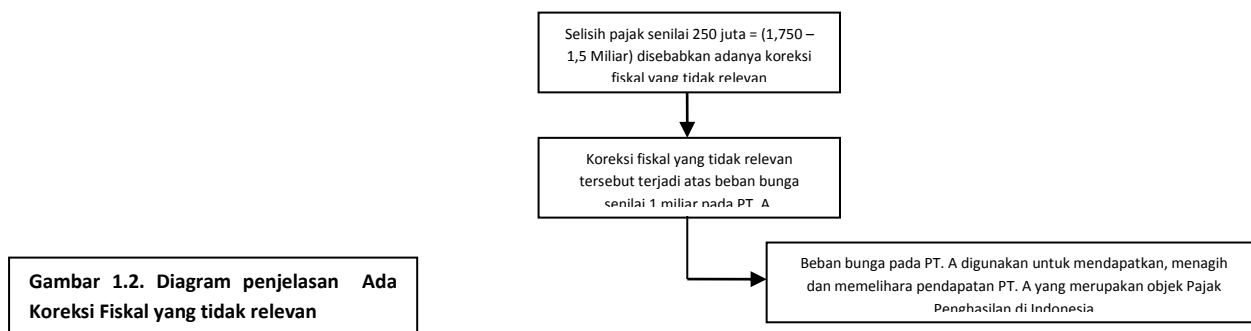 Selisih pajak senilai 250 juta = (1,750 –
1,5 Miliar) disebabkan adanya koreksi
fiskal yang tidak relevan
Koreksi fiskal yang tidak relevan
tersebut terjadi atas beban bunga
senilai 1 miliar pada PT. A
Beban bunga pada PT. A digunakan untuk mendapatkan, menagih
dan memelihara pendapatan PT. A yang merupakan objek Pajak
Penghasilan di Indonesia
Gambar 1.2. Diagram penjelasan Ada
Koreksi Fiskal yang tidak relevan